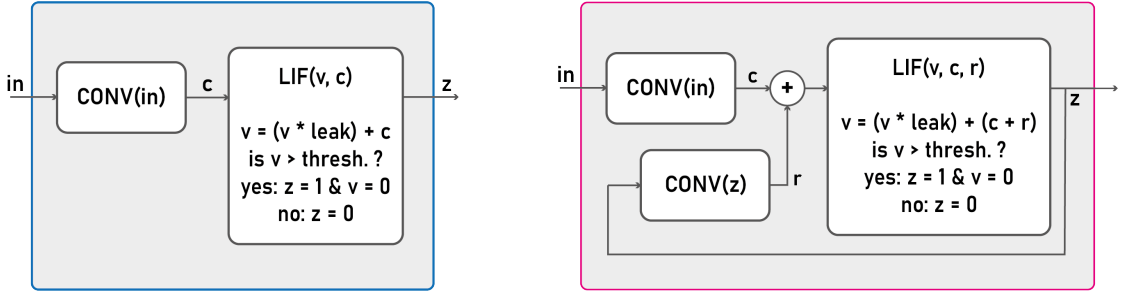 in
CONV(in)
c
LIF(v, c)
v = (v * leak) + c
is v > thresh. ?
yes: z = 1 & v = 0
no: z = 0
z
in
CONV(in)
c
+
CONV(z)
r
LIF(v, c, r)
v = (v * leak) + (c + r)
is v > thresh. ?
yes: z = 1 & v = 0
no: z = 0
z